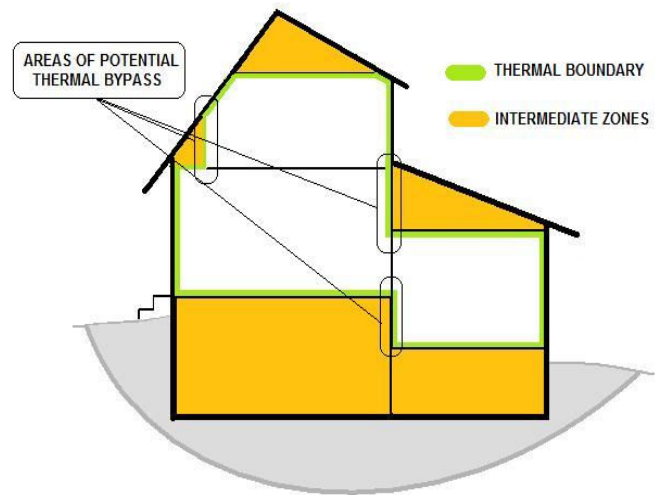 AREAS OF POTENTIAL
THERMAL BYPASS
THERMAL BOUNDARY
INTERMEDIATE ZONES